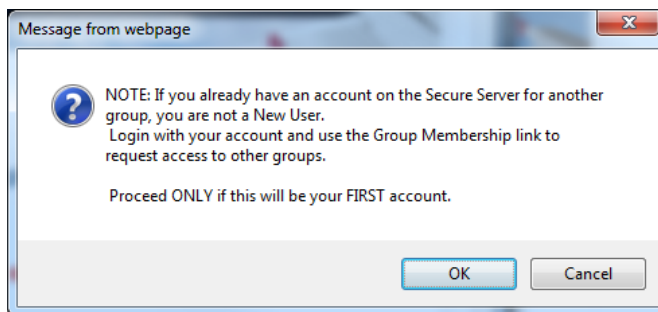 Message from webpage
NOTE: If you already have an account on the Secure Server for another
group, you are not a New User.
Login with your account and use the Group Membership link to
request access to other groups.
Proceed ONLY if this will be your FIRST account.
OK
Cancel